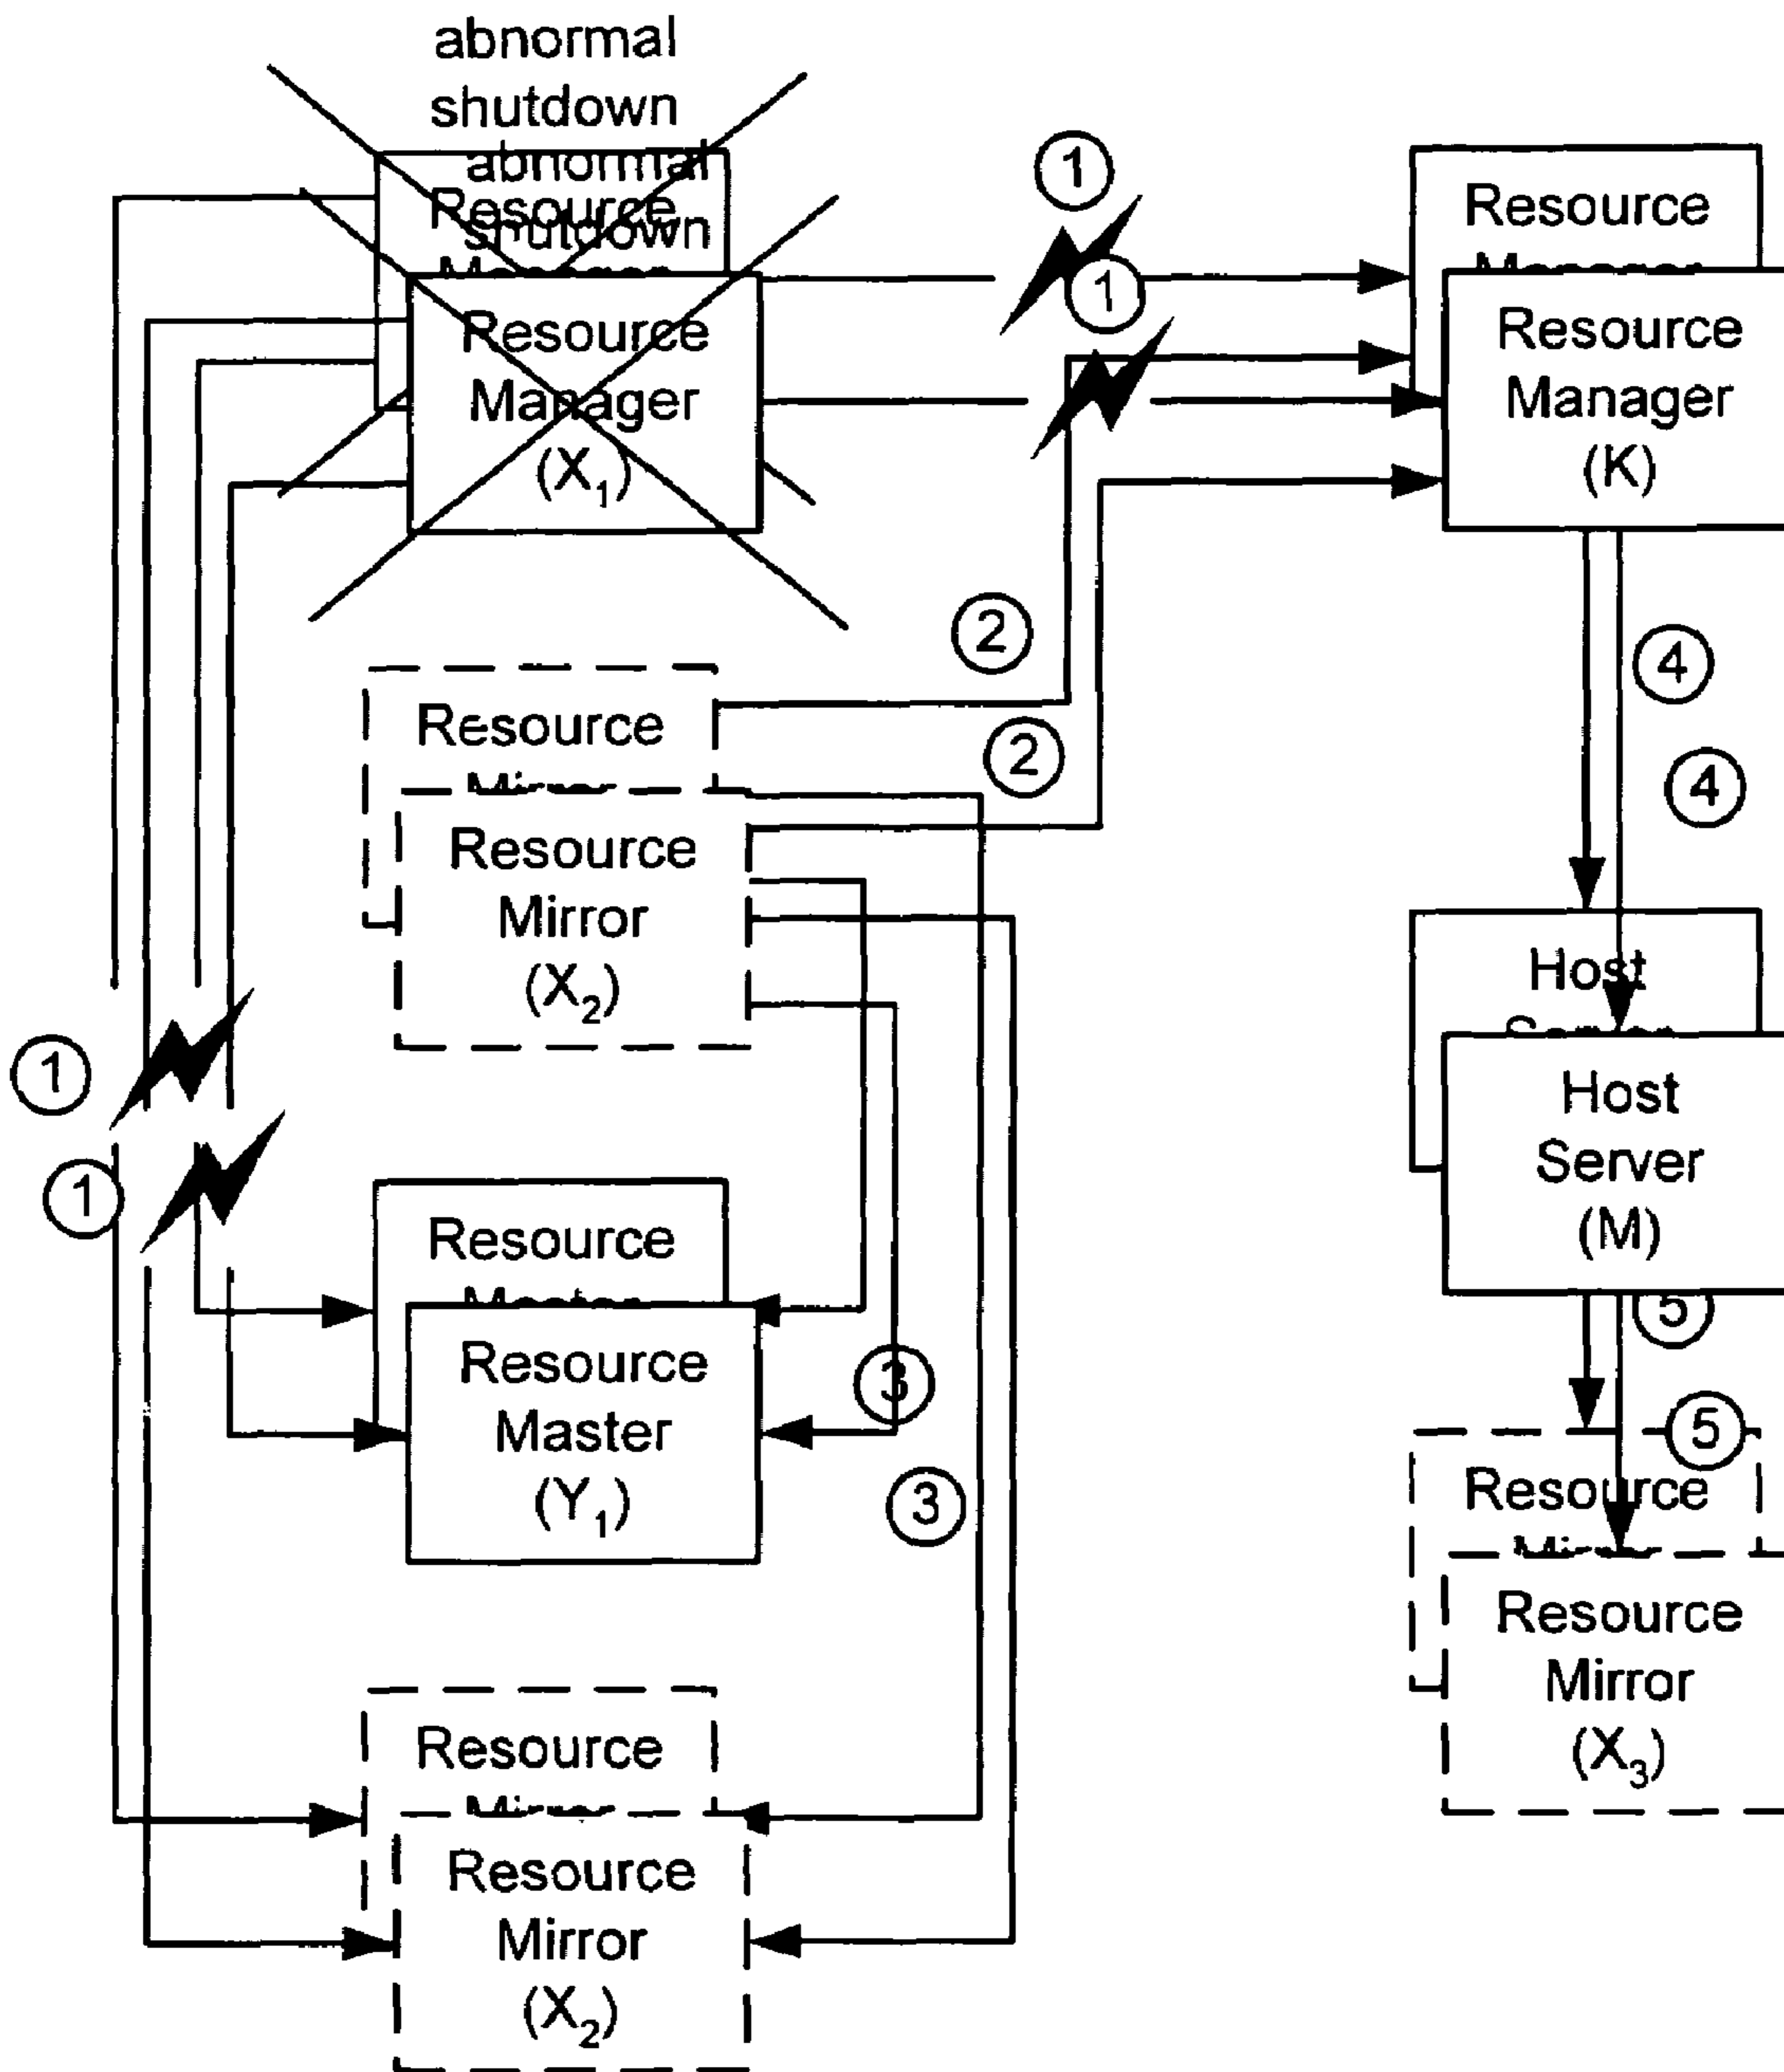 abnormal
shutdown
abnormal
shutdown
Resource
Resource
Manager
(X₁)
1
1
Resource
Resource
Manager
(K)
2
2
4
4
Resource
Resource
Mirror
(X₂)
Host
Host
Server
(M)
1
1
Resource
Resource
Master
(Y₁)
3
3
5
5
Resource
Resource
Mirror
(X₃)
Resource
Resource
Mirror
(X₂)